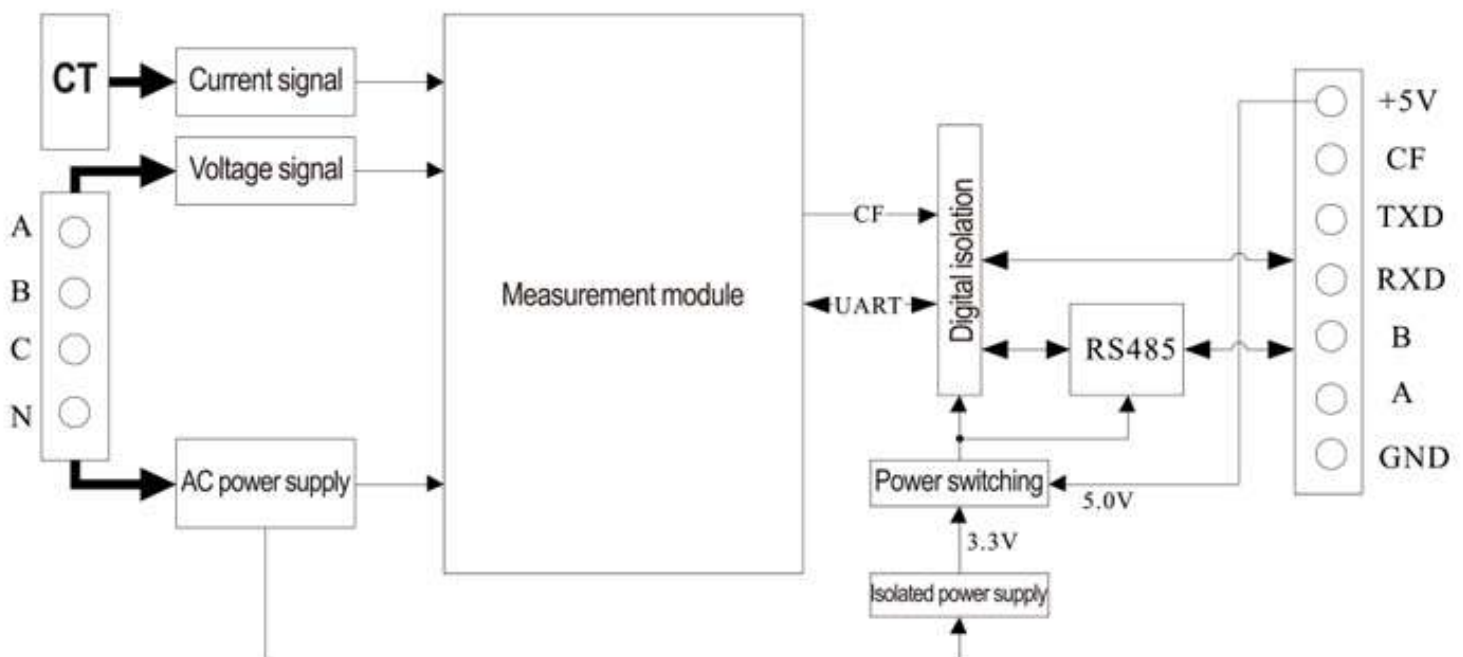 CT
Current signal
Voltage signal
A
B
C
N
AC power supply
Measurement module
CF
UART
Digital isolation
RS485
Power switching
5.0V
3.3V
Isolated power supply
+5V
CF
TXD
RXD
B
A
GND